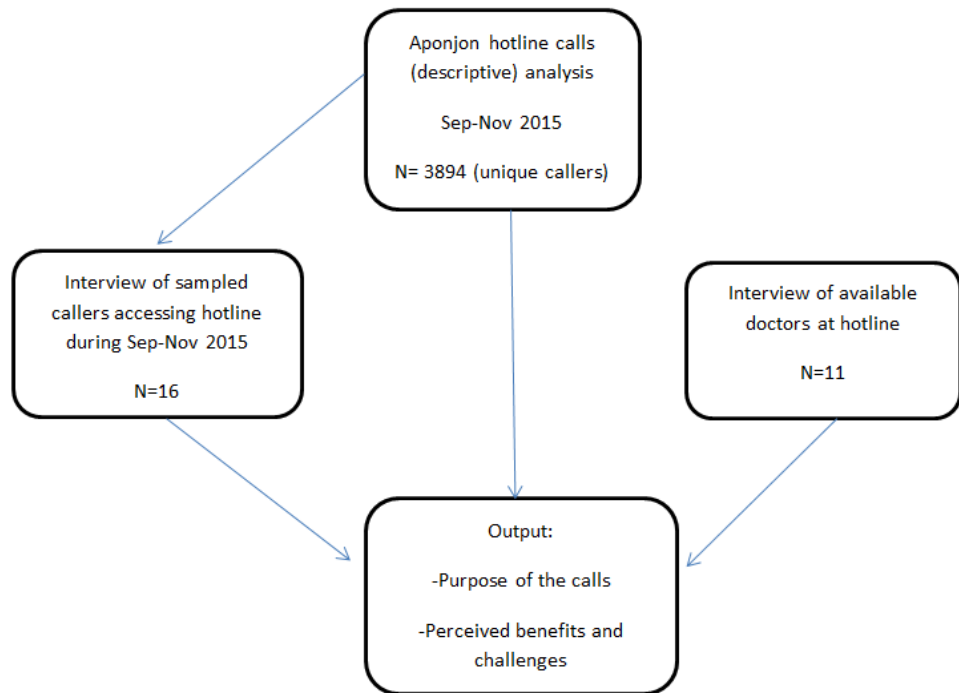 Aponjon hotline calls
(descriptive) analysis
Sep-Nov 2015
N= 3894 (unique callers)
Interview of sampled
callers accessing hotline
during Sep-Nov 2015
N=16
Interview of available
doctors at hotline
N=11
Output:
-Purpose of the calls
-Perceived benefits and
challenges